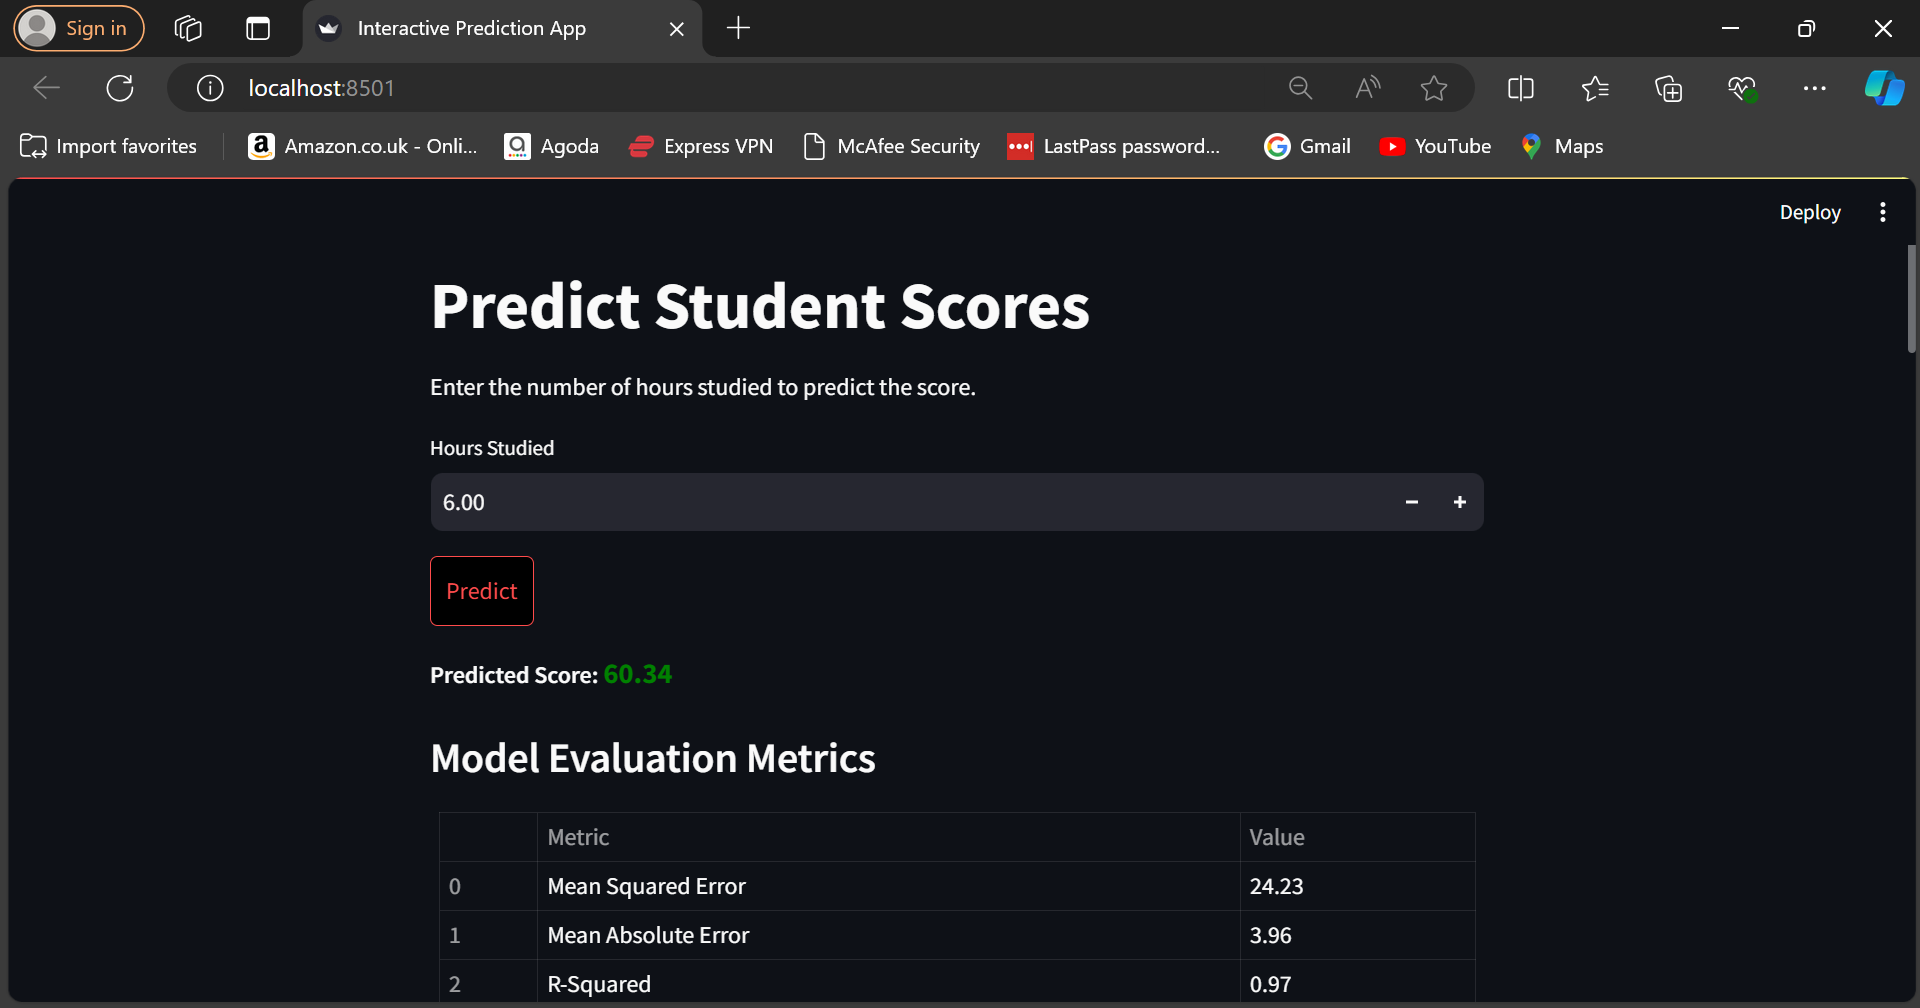 Sign in
Interactive Prediction App
localhost:8501
Import favorites
Amazon.co.uk - Onli...
Agoda
Express VPN
McAfee Security
LastPass password...
Gmail
YouTube
Maps
Deploy
Predict Student Scores
Enter the number of hours studied to predict the score.
Hours Studied
6.00
Predict
Predicted Score: 60.34
Model Evaluation Metrics
Metric Value
0 Mean Squared Error 24.23
1 Mean Absolute Error 3.96
2 R-Squared 0.97